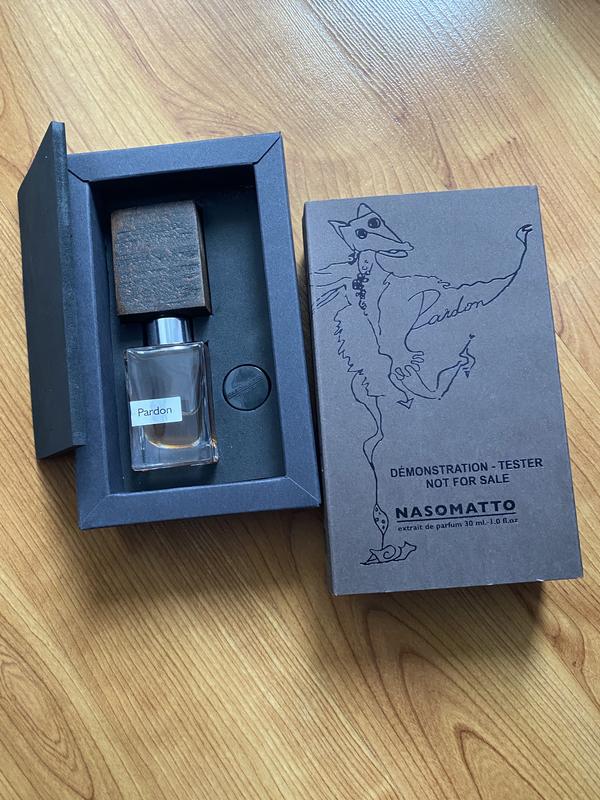 Pardon
Pardon
DÉMONSTRATION - TESTER
NOT FOR SALE
NASOMATTO
extrait de parfum 30 ml.-1.0 fl.oz